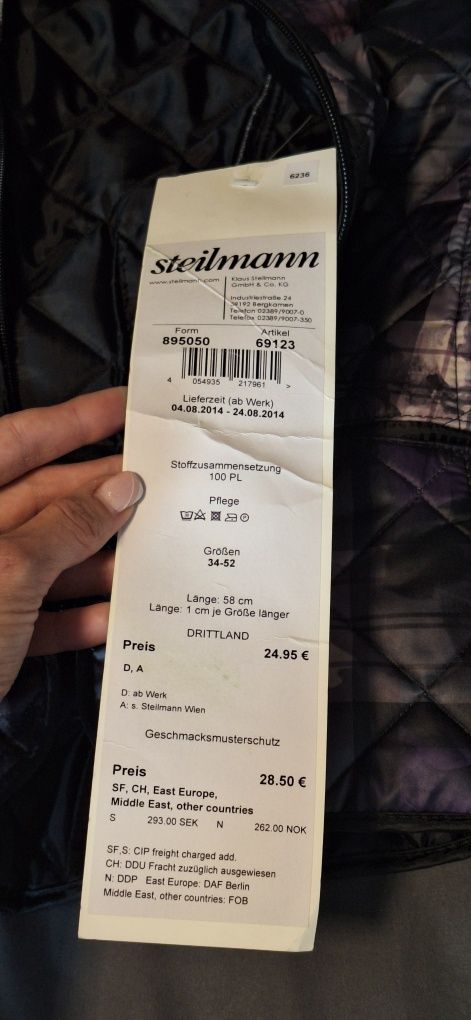 6236
steilmann
www.steilmann.com
Klaus Steilmann
GmbH & Co. KG
Industriestraße 24
59192 Bergkamen
Telefon 02389/9007-0
Telefax 02389/9007-350
Form Artikel
895050 69123
4 054935 217961 >
Lieferzeit (ab Werk)
04.08.2014 - 24.08.2014
Stoffzusammensetzung
100 PL
Pflege
Größen
34-52
Länge: 58 cm
Länge: 1 cm je Größe länger
DRITTLAND
Preis 24.95 €
D, A
D: ab Werk
A: s. Steilmann Wien
Geschmacksmusterschutz
Preis 28.50 €
SF, CH, East Europe,
Middle East, other countries
S 293.00 SEK N 262.00 NOK
SF,S: CIP freight charged add.
CH: DDU Fracht zuzüglich ausgewiesen
N: DDP East Europe: DAF Berlin
Middle East, other countries: FOB